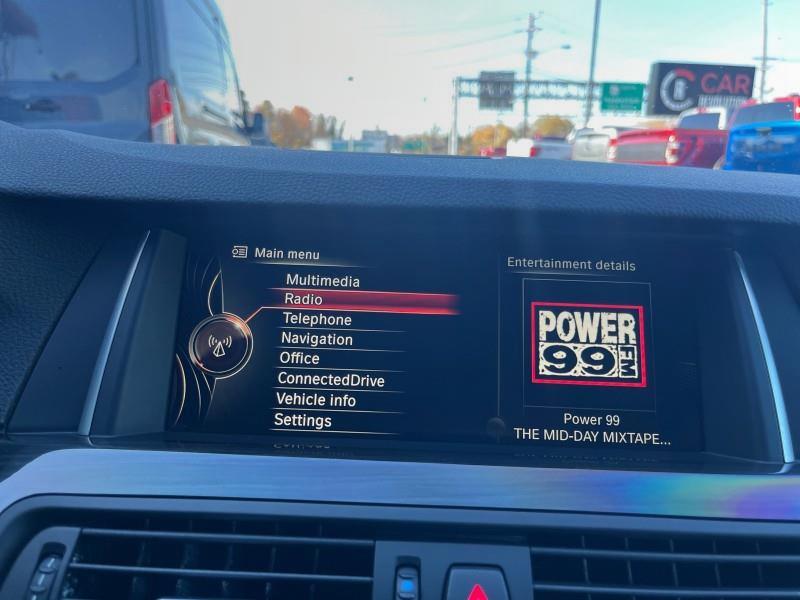 CAR
REVOLUTION
Main menu
Multimedia
Radio
Telephone
Navigation
Office
ConnectedDrive
Vehicle info
Settings
Entertainment details
POWER
99 FM
Power 99
THE MID-DAY MIXTAPE...